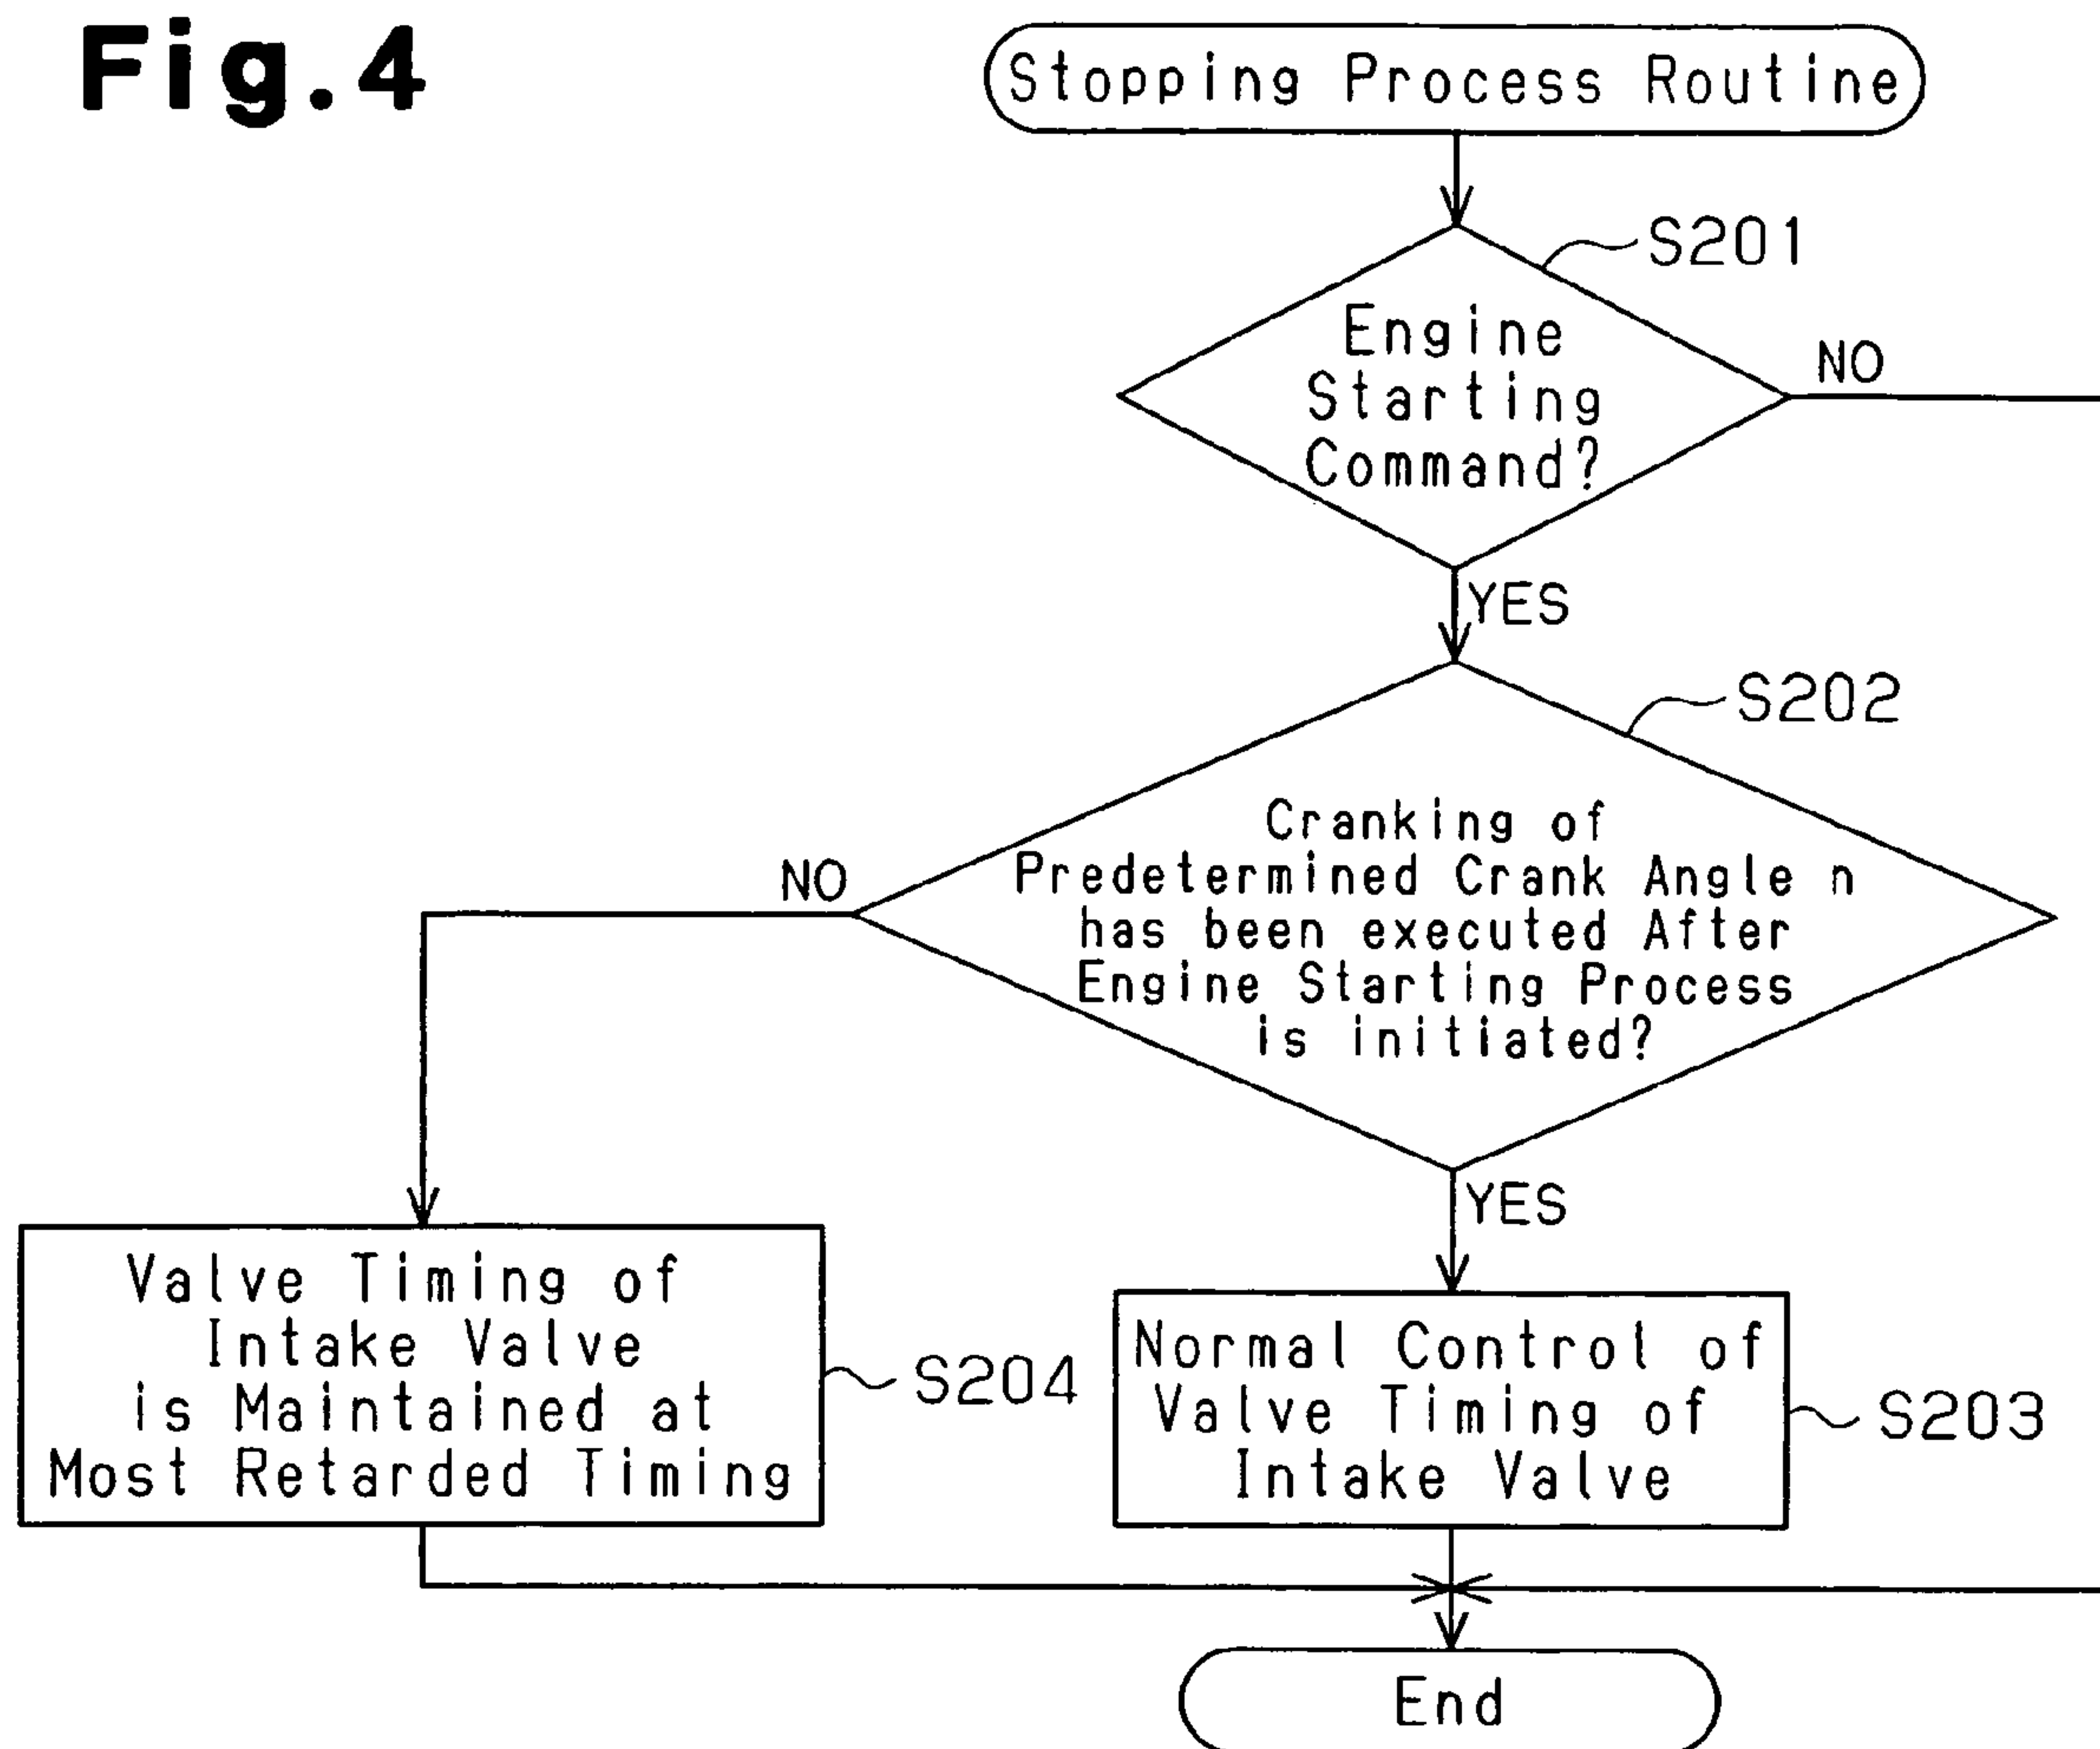 Fig.4
Stopping Process Routine
S201
Engine
Starting
Command?
NO
YES
S202
Cranking of
Predetermined Crank Angle n
has been executed After
Engine Starting Process
is initiated?
NO
YES
Valve Timing of
Intake Valve
is Maintained at
Most Retarded Timing
S204
Normal Control of
Valve Timing of
Intake Valve
S203
End